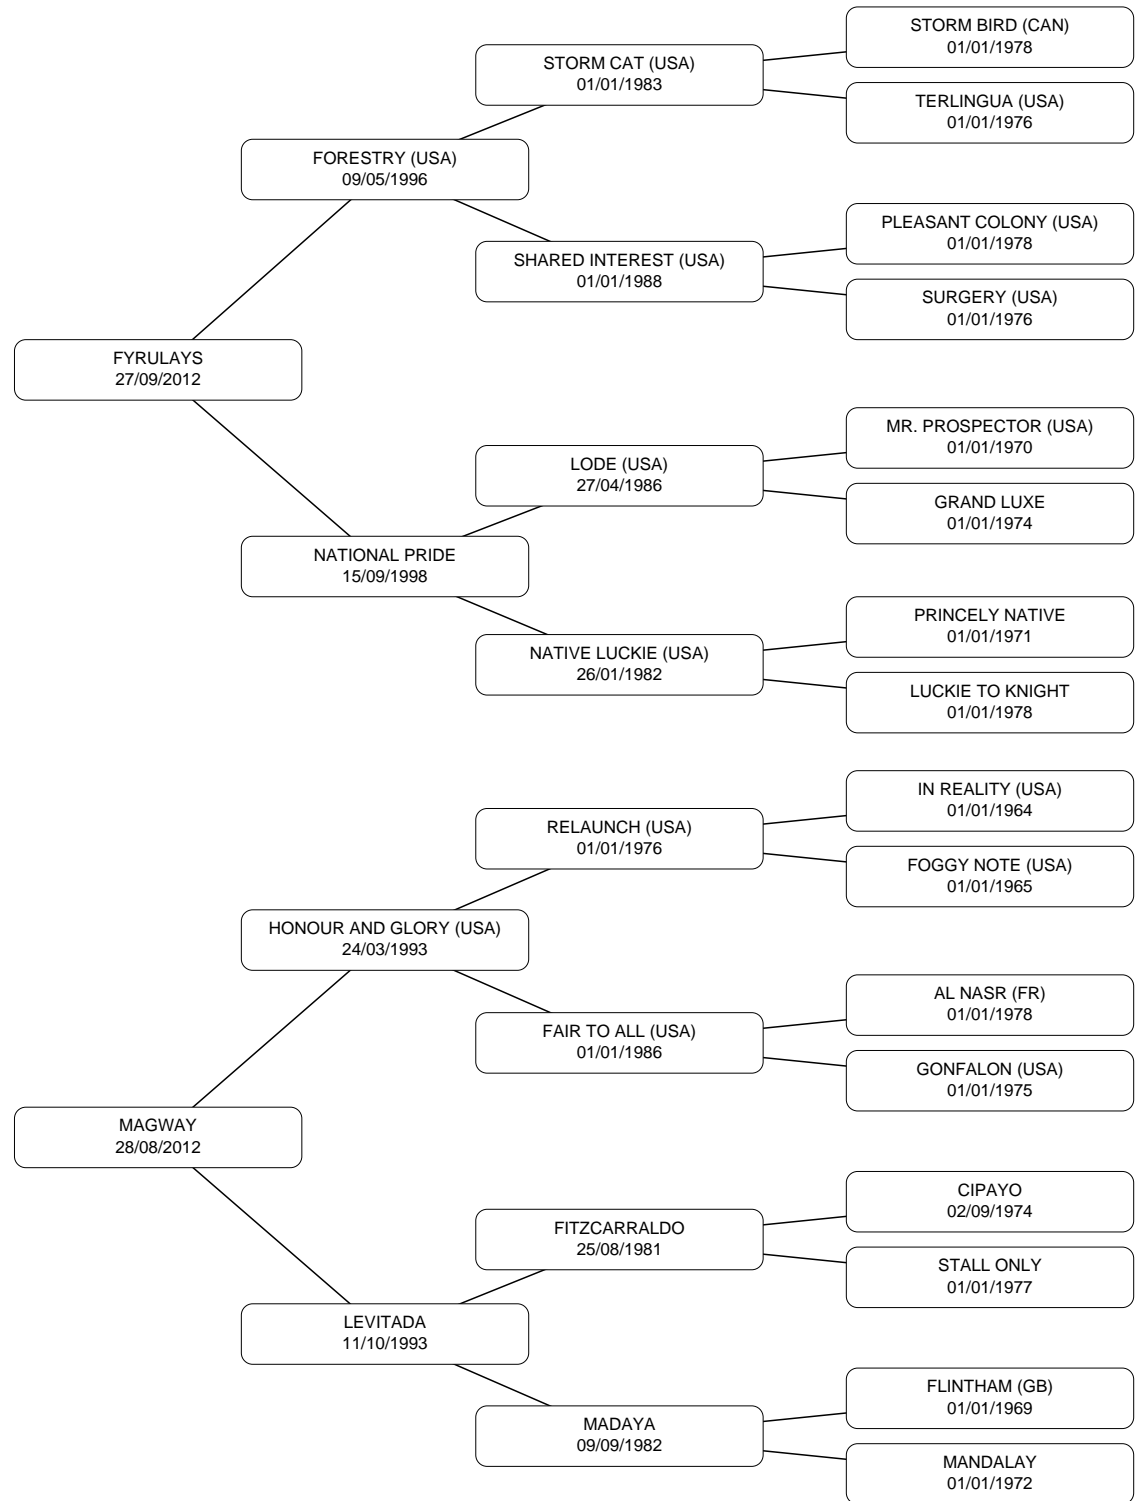 STORM BIRD (CAN)
01/01/1978
STORM CAT (USA)
01/01/1983
TERLINGUA (USA)
01/01/1976
FORESTRY (USA)
09/05/1996
PLEASANT COLONY (USA)
01/01/1978
SHARED INTEREST (USA)
01/01/1988
SURGERY (USA)
01/01/1976
FYRULAYS
27/09/2012
MR. PROSPECTOR (USA)
01/01/1970
LODE (USA)
27/04/1986
GRAND LUXE
01/01/1974
NATIONAL PRIDE
15/09/1998
PRINCELY NATIVE
01/01/1971
NATIVE LUCKIE (USA)
26/01/1982
LUCKIE TO KNIGHT
01/01/1978
IN REALITY (USA)
01/01/1964
RELAUNCH (USA)
01/01/1976
FOGGY NOTE (USA)
01/01/1965
HONOUR AND GLORY (USA)
24/03/1993
AL NASR (FR)
01/01/1978
FAIR TO ALL (USA)
01/01/1986
GONFALON (USA)
01/01/1975
MAGWAY
28/08/2012
CIPAYO
02/09/1974
FITZCARRALDO
25/08/1981
STALL ONLY
01/01/1977
LEVITADA
11/10/1993
FLINTHAM (GB)
01/01/1969
MADAYA
09/09/1982
MANDALAY
01/01/1972